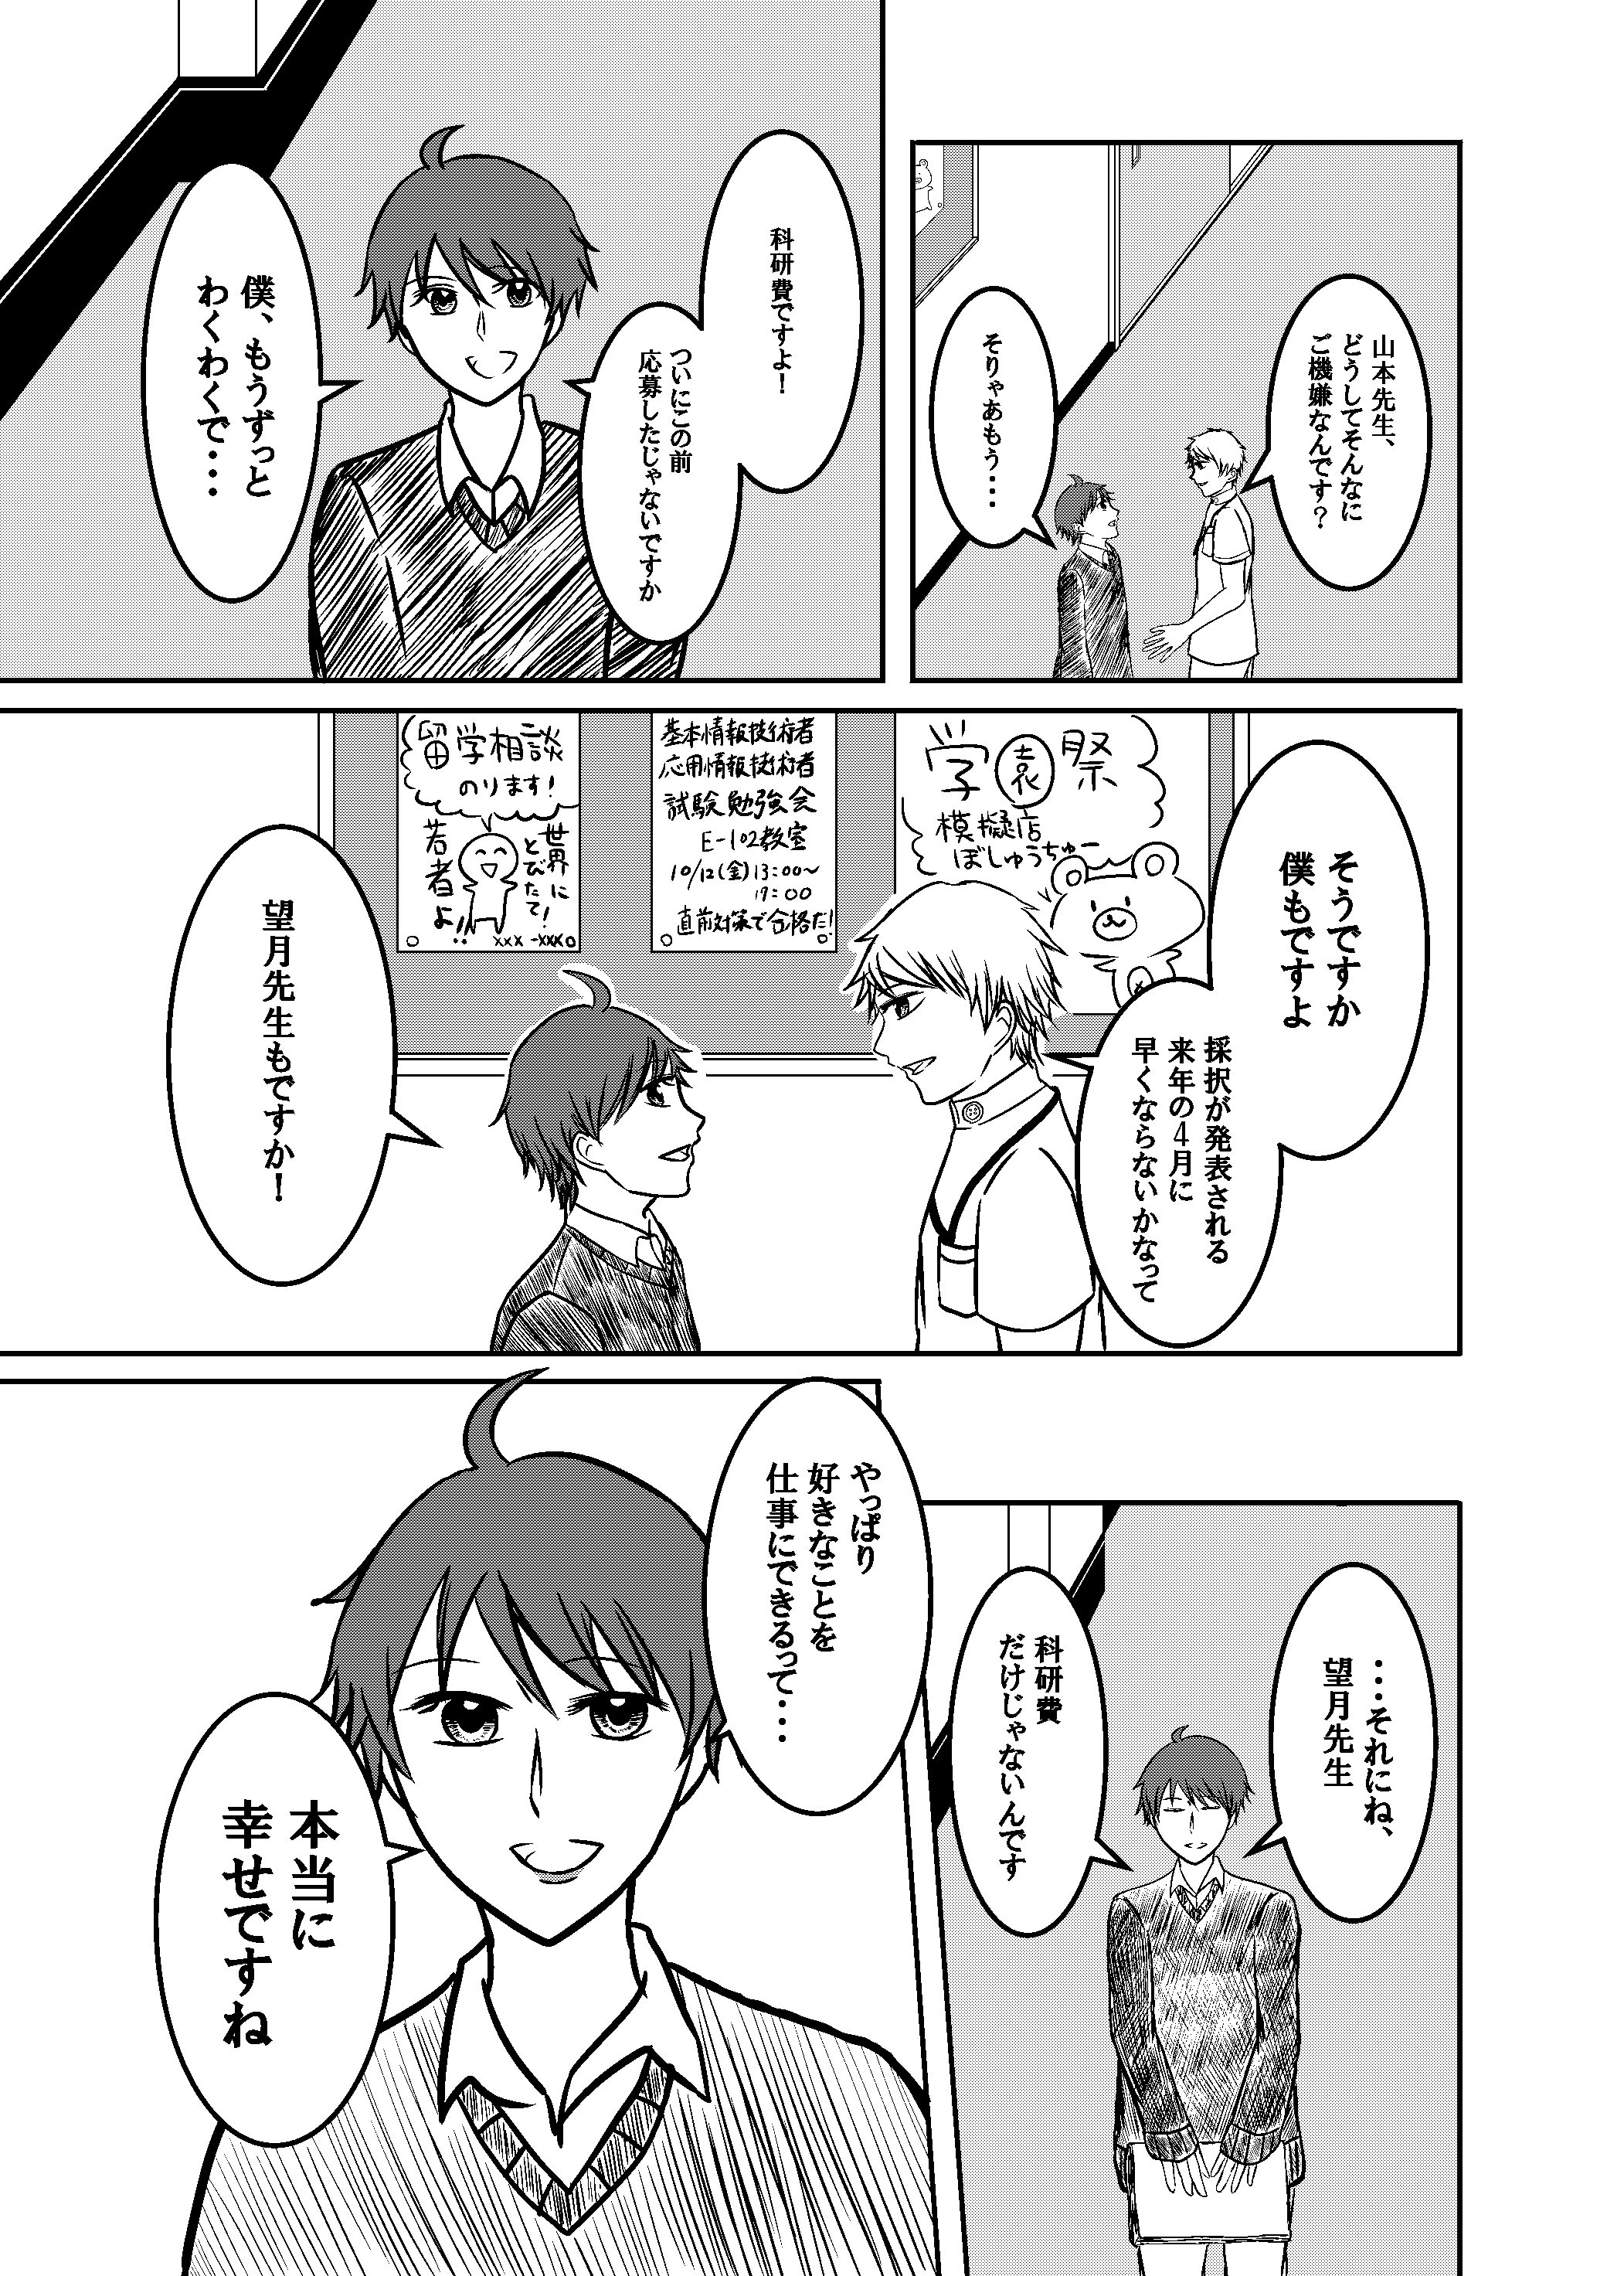 山本先生、
どうしてそんなに
ご機嫌なんです？
そりゃあもう・・・
科研費ですよ！
ついにこの前
応募したじゃないですか
僕、もうずっと
わくわくで・・・
そうですか
僕もですよ
採択が発表される
来年の4月に
早くならないかなって
学園祭
模擬店
ぼしゅうちゅー
基本情報技術者
応用情報技術者
試験勉強会
E-102教室
10/12(金)13:00〜
19:00
直前対策で合格だ!
留学相談
のります!
世界に
とびたて!
若者よ!!
xxx-xxx
望月先生もですか！
・・・それにね、
望月先生
科研費
だけじゃないんです
やっぱり
好きなことを
仕事にできるって・・・
本当に
幸せですね